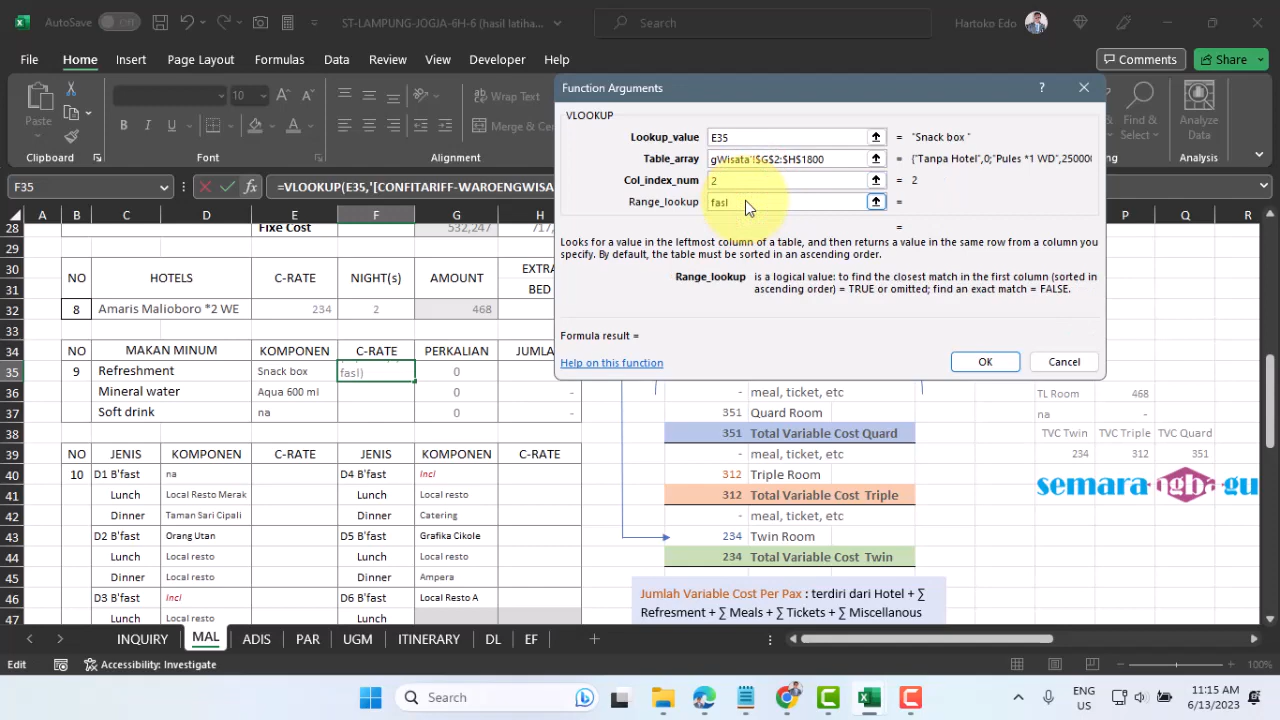 AutoSave Off ST-LAMPUNG-JOGJA-6H-6 (hasil latiha... Search Hartoko Edo
File Home Insert Formulas Data Review View Developer Help Comments Share
Paste 10 Wrap Text Merge & Cen
B I U
Clipboard Font Alignment Find & Select Analyze Data
Editing Analysis
Function Arguments ? ×
VLOOKUP
Lookup_value E35 = "Snack box "
Table_array gWisata'!$G$2:$H$1800 = {"Tanpa Hotel",0;"Pules *1 WD",250000
Col_index_num 2 = 2
Range_lookup fasl =
=
Looks for a value in the leftmost column of a table, and then returns a value in the same row from a column you
specify. By default, the table must be sorted in an ascending order.
Range_lookup is a logical value: to find the closest match in the first column (sorted in
ascending order) = TRUE or omitted; find an exact match = FALSE.
Formula result =
Help on this function OK Cancel
F35 fx =VLOOKUP(E35,'[CONFITARIFF-WAROENGWISA
A B C D E F G H P Q R
28 Fixe Cost 532,247 717,
29
30 NO HOTELS C-RATE NIGHT(s) AMOUNT EXTRA
31 BED
32 8 Amaris Malioboro *2 WE 234 2 468
33
34 NO MAKAN MINUM KOMPONEN C-RATE PERKALIAN JUMLA
35 9 Refreshment Snack box fasl) 0
36 Mineral water Aqua 600 ml 0 - - meal, ticket, etc TL Room 468
37 Soft drink na 0 - 351 Quard Room na -
38 351 Total Variable Cost Quard TVC Twin TVC Triple TVC Quard
39 JENIS KOMPONEN C-RATE JENIS KOMPONEN C-RATE - meal, ticket, etc 234 312 351
40 10 D1 B'fast na D4 B'fast Incl 312 Triple Room
41 Lunch Local Resto Merak Lunch Local resto 312 Total Variable Cost Triple
42 Dinner Taman Sari Cipali Dinner Catering - meal, ticket, etc
43 D2 B'fast Orang Utan D5 B'fast Grafika Cikole 234 Twin Room
44 Lunch Local resto Lunch Local resto 234 Total Variable Cost Twin
45 Dinner Local resto Dinner Ampera
46 D3 B'fast Incl D6 B'fast Local Resto A
47 Lunch Local resto Lunch
Jumlah Variable Cost Per Pax : terdiri dari Hotel + ∑
Refresment + ∑ Meals + ∑ Tickets + ∑ Miscellanous
INQUIRY MAL ADIS PAR UGM ITINERARY DL EF
Edit Accessibility: Investigate 100%
Search ENG US 11:15 AM 6/13/2023